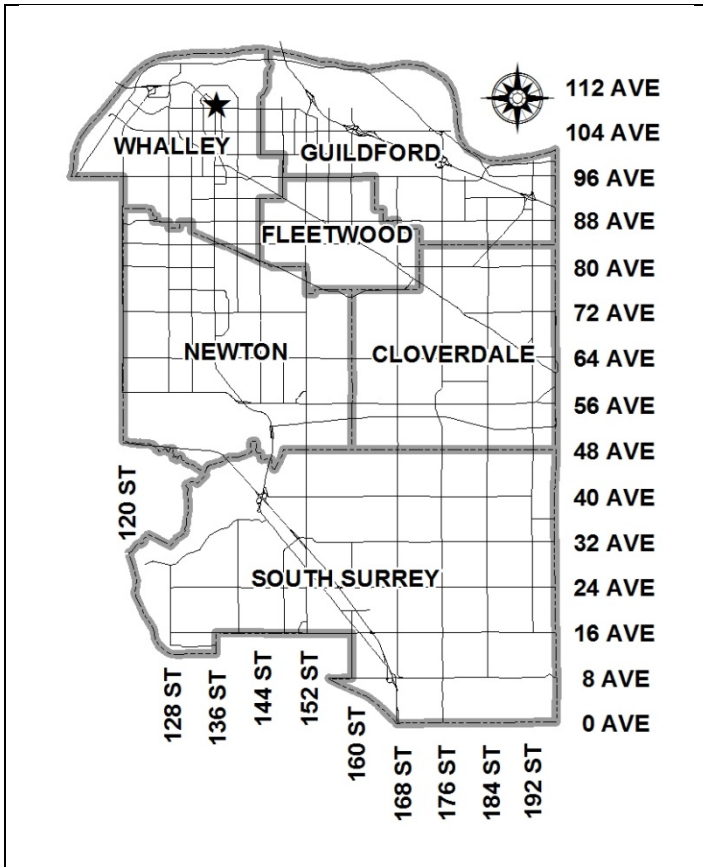 112 AVE
104 AVE
WHALLEY
GUILDFORD
96 AVE
88 AVE
FLEETWOOD
80 AVE
72 AVE
NEWTON
CLOVERDALE
64 AVE
56 AVE
48 AVE
120 ST
40 AVE
32 AVE
SOUTH SURREY
24 AVE
16 AVE
128 ST
136 ST
144 ST
152 ST
160 ST
8 AVE
0 AVE
168 ST
176 ST
184 ST
192 ST